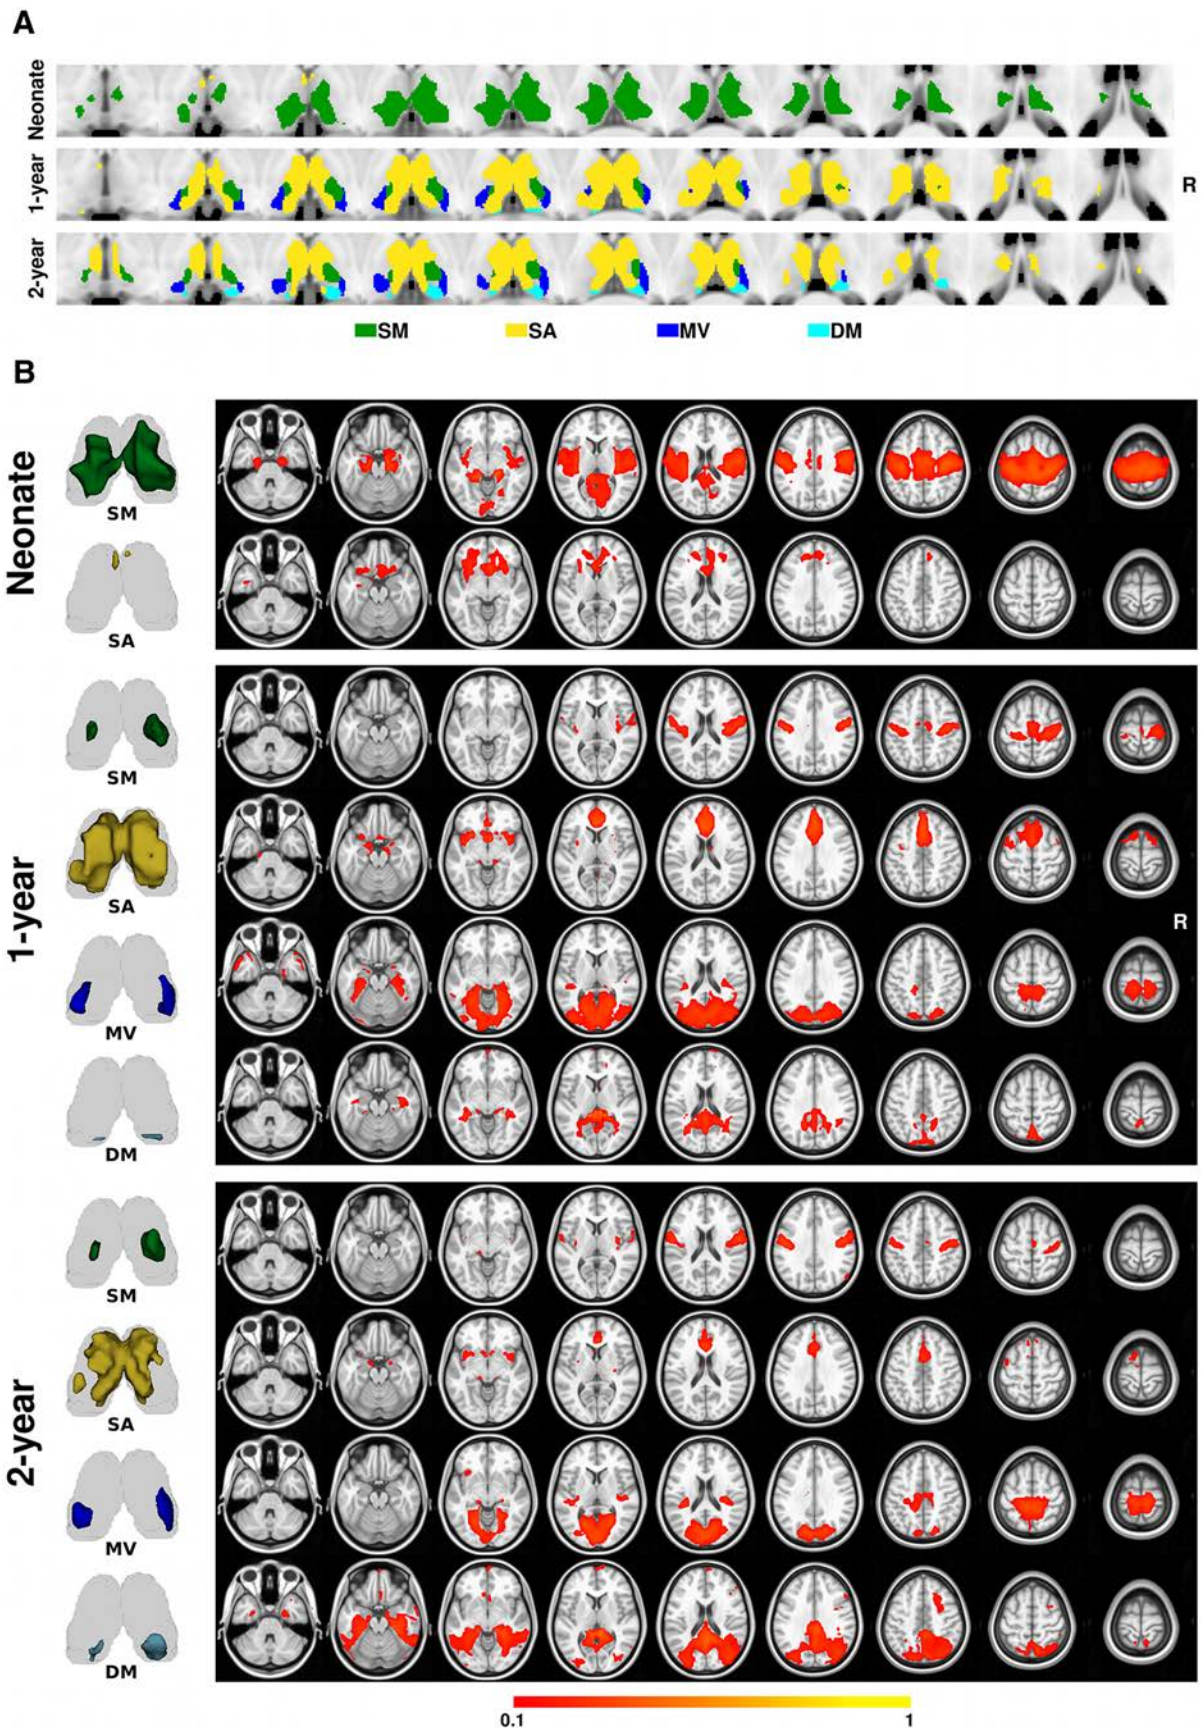 A
Neonate
1-year
R
2-year
SM SA MV DM
B
Neonate
SM
SA
1-year
SM
SA
R
MV
DM
2-year
SM
SA
MV
DM
0.1 1